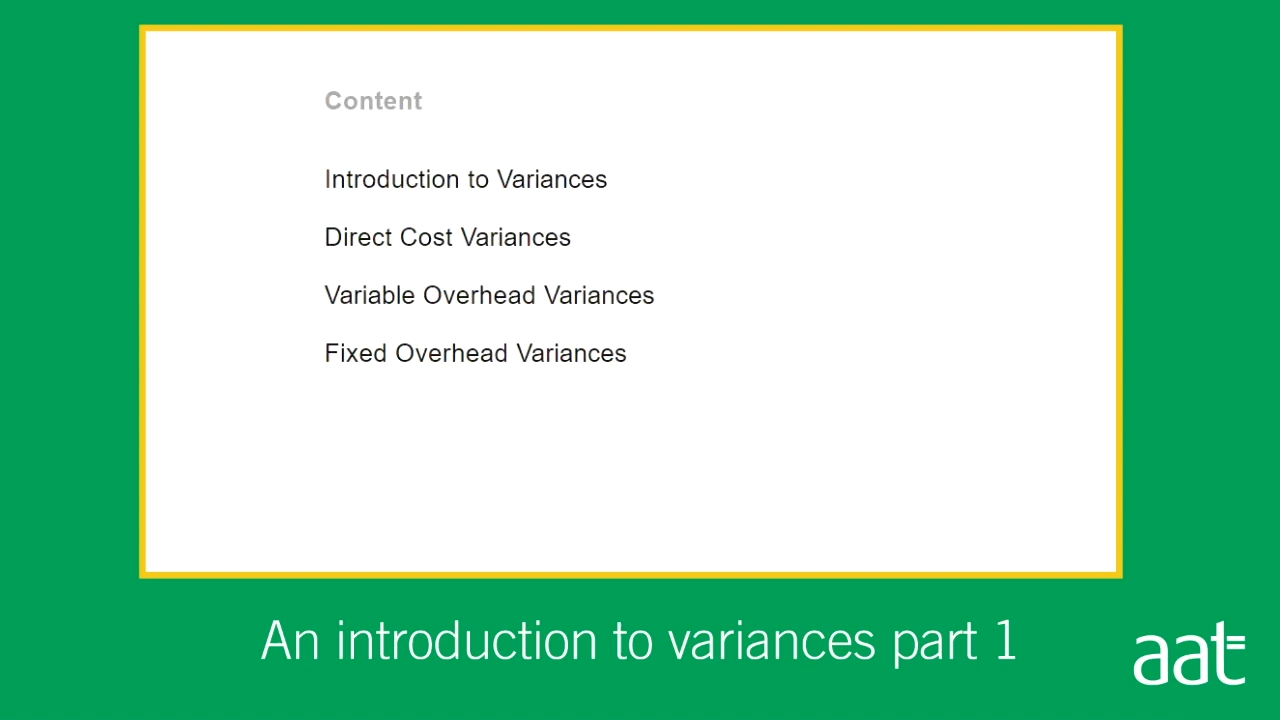 Content
Introduction to Variances
Direct Cost Variances
Variable Overhead Variances
Fixed Overhead Variances
An introduction to variances part 1
aat